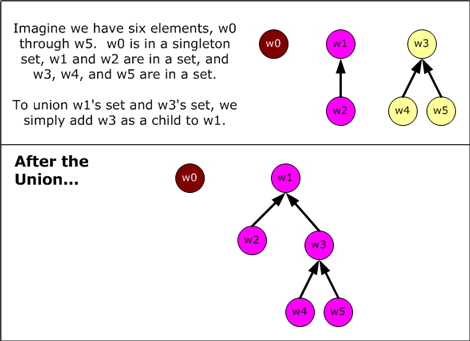 Imagine we have six elements, w0
through w5.  w0 is in a singleton
set, w1 and w2 are in a set, and
w3, w4, and w5 are in a set.
To union w1's set and w3's set, we
simply add w3 as a child to w1.
w0 w1 w3
w2 w4 w5
After the
Union...
w0 w1
w2 w3
w4 w5